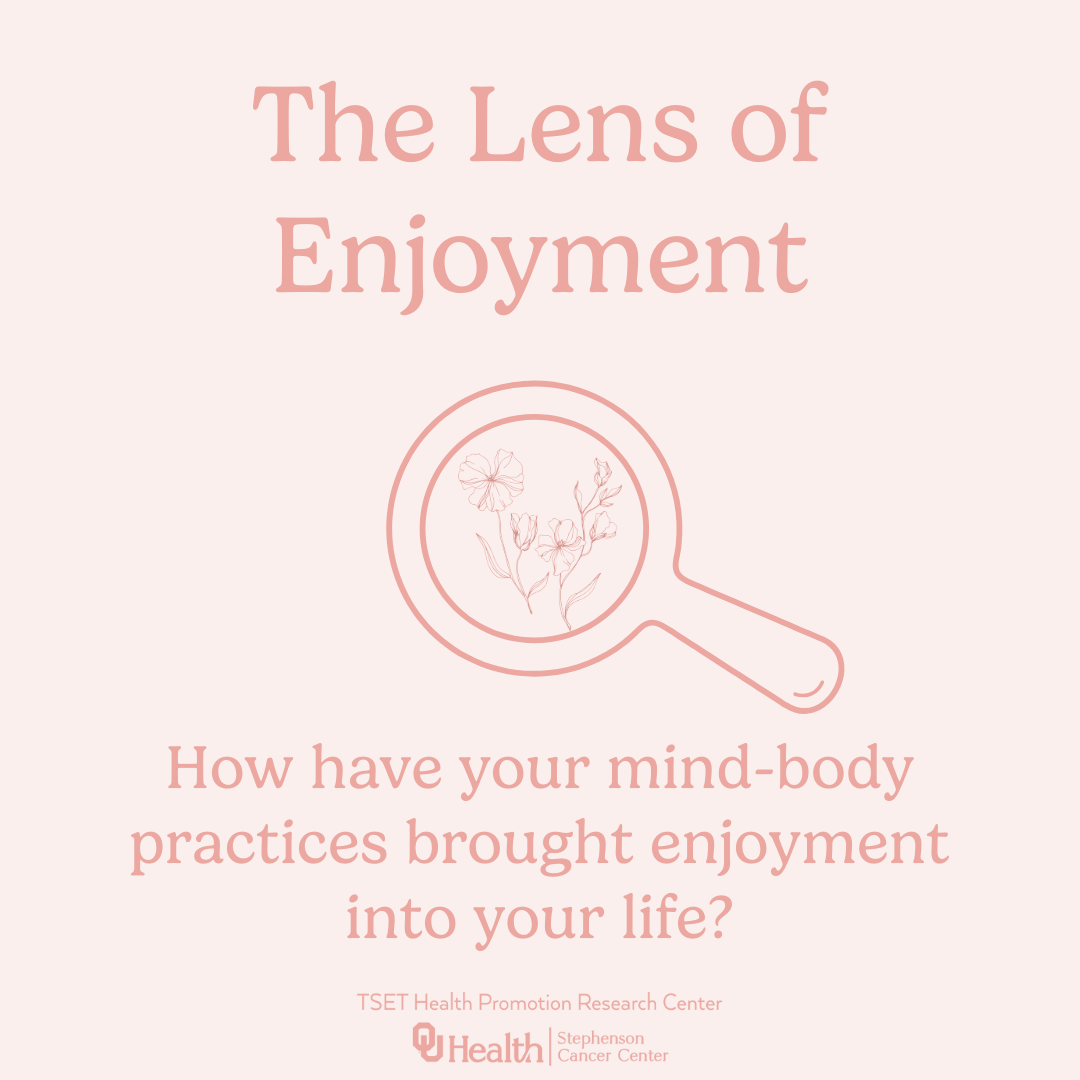 The Lens of
Enjoyment
How have your mind-body
practices brought enjoyment
into your life?
TSET Health Promotion Research Center
OU Health | Stephenson
Cancer Center